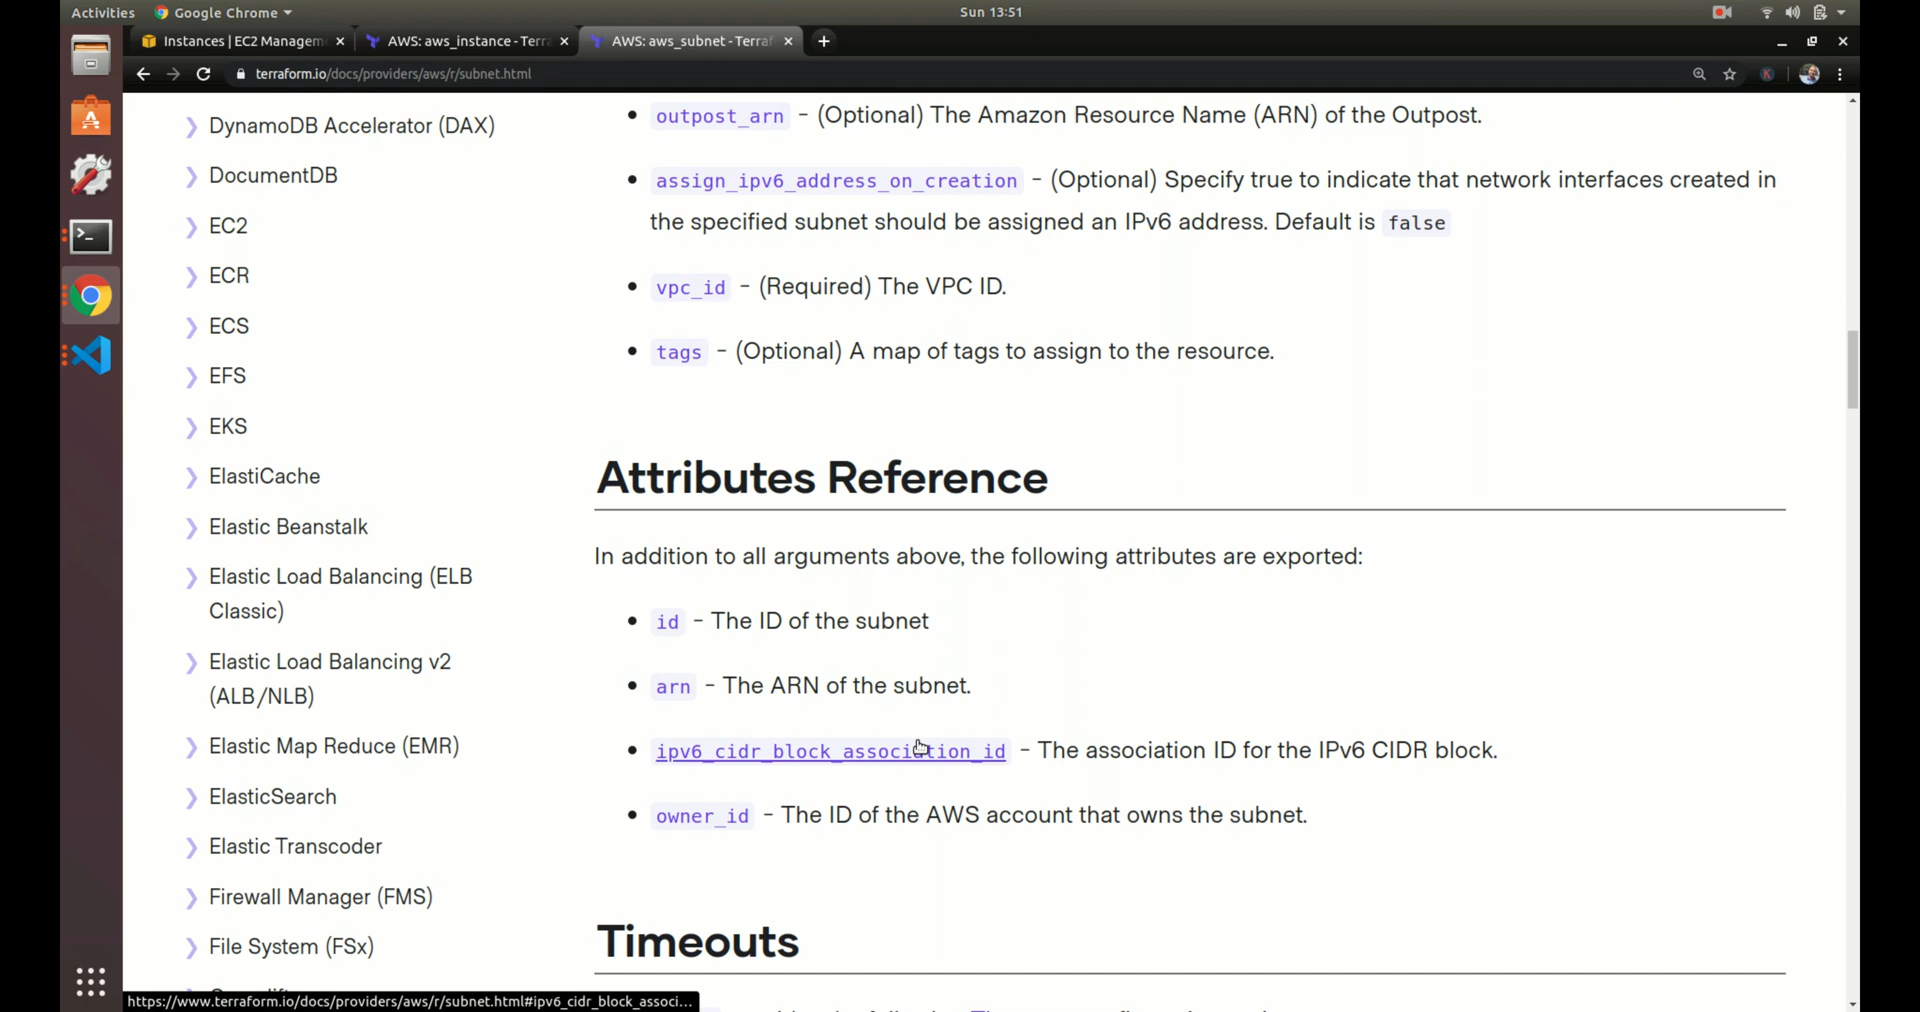 Activities
Google Chrome
Sun 13:51
Instances | EC2 Managem
AWS: aws_instance - Terra
AWS: aws_subnet - Terraf
terraform.io/docs/providers/aws/r/subnet.html
K
DynamoDB Accelerator (DAX)
DocumentDB
EC2
ECR
ECS
EFS
EKS
ElastiCache
Elastic Beanstalk
Elastic Load Balancing (ELB
Classic)
Elastic Load Balancing v2
(ALB/NLB)
Elastic Map Reduce (EMR)
ElasticSearch
Elastic Transcoder
Firewall Manager (FMS)
File System (FSx)
outpost_arn - (Optional) The Amazon Resource Name (ARN) of the Outpost.
assign_ipv6_address_on_creation - (Optional) Specify true to indicate that network interfaces created in
the specified subnet should be assigned an IPv6 address. Default is false
vpc_id - (Required) The VPC ID.
tags - (Optional) A map of tags to assign to the resource.
Attributes Reference
In addition to all arguments above, the following attributes are exported:
id - The ID of the subnet
arn - The ARN of the subnet.
ipv6_cidr_block_association_id - The association ID for the IPv6 CIDR block.
owner_id - The ID of the AWS account that owns the subnet.
Timeouts
https://www.terraform.io/docs/providers/aws/r/subnet.html#ipv6_cidr_block_associ...